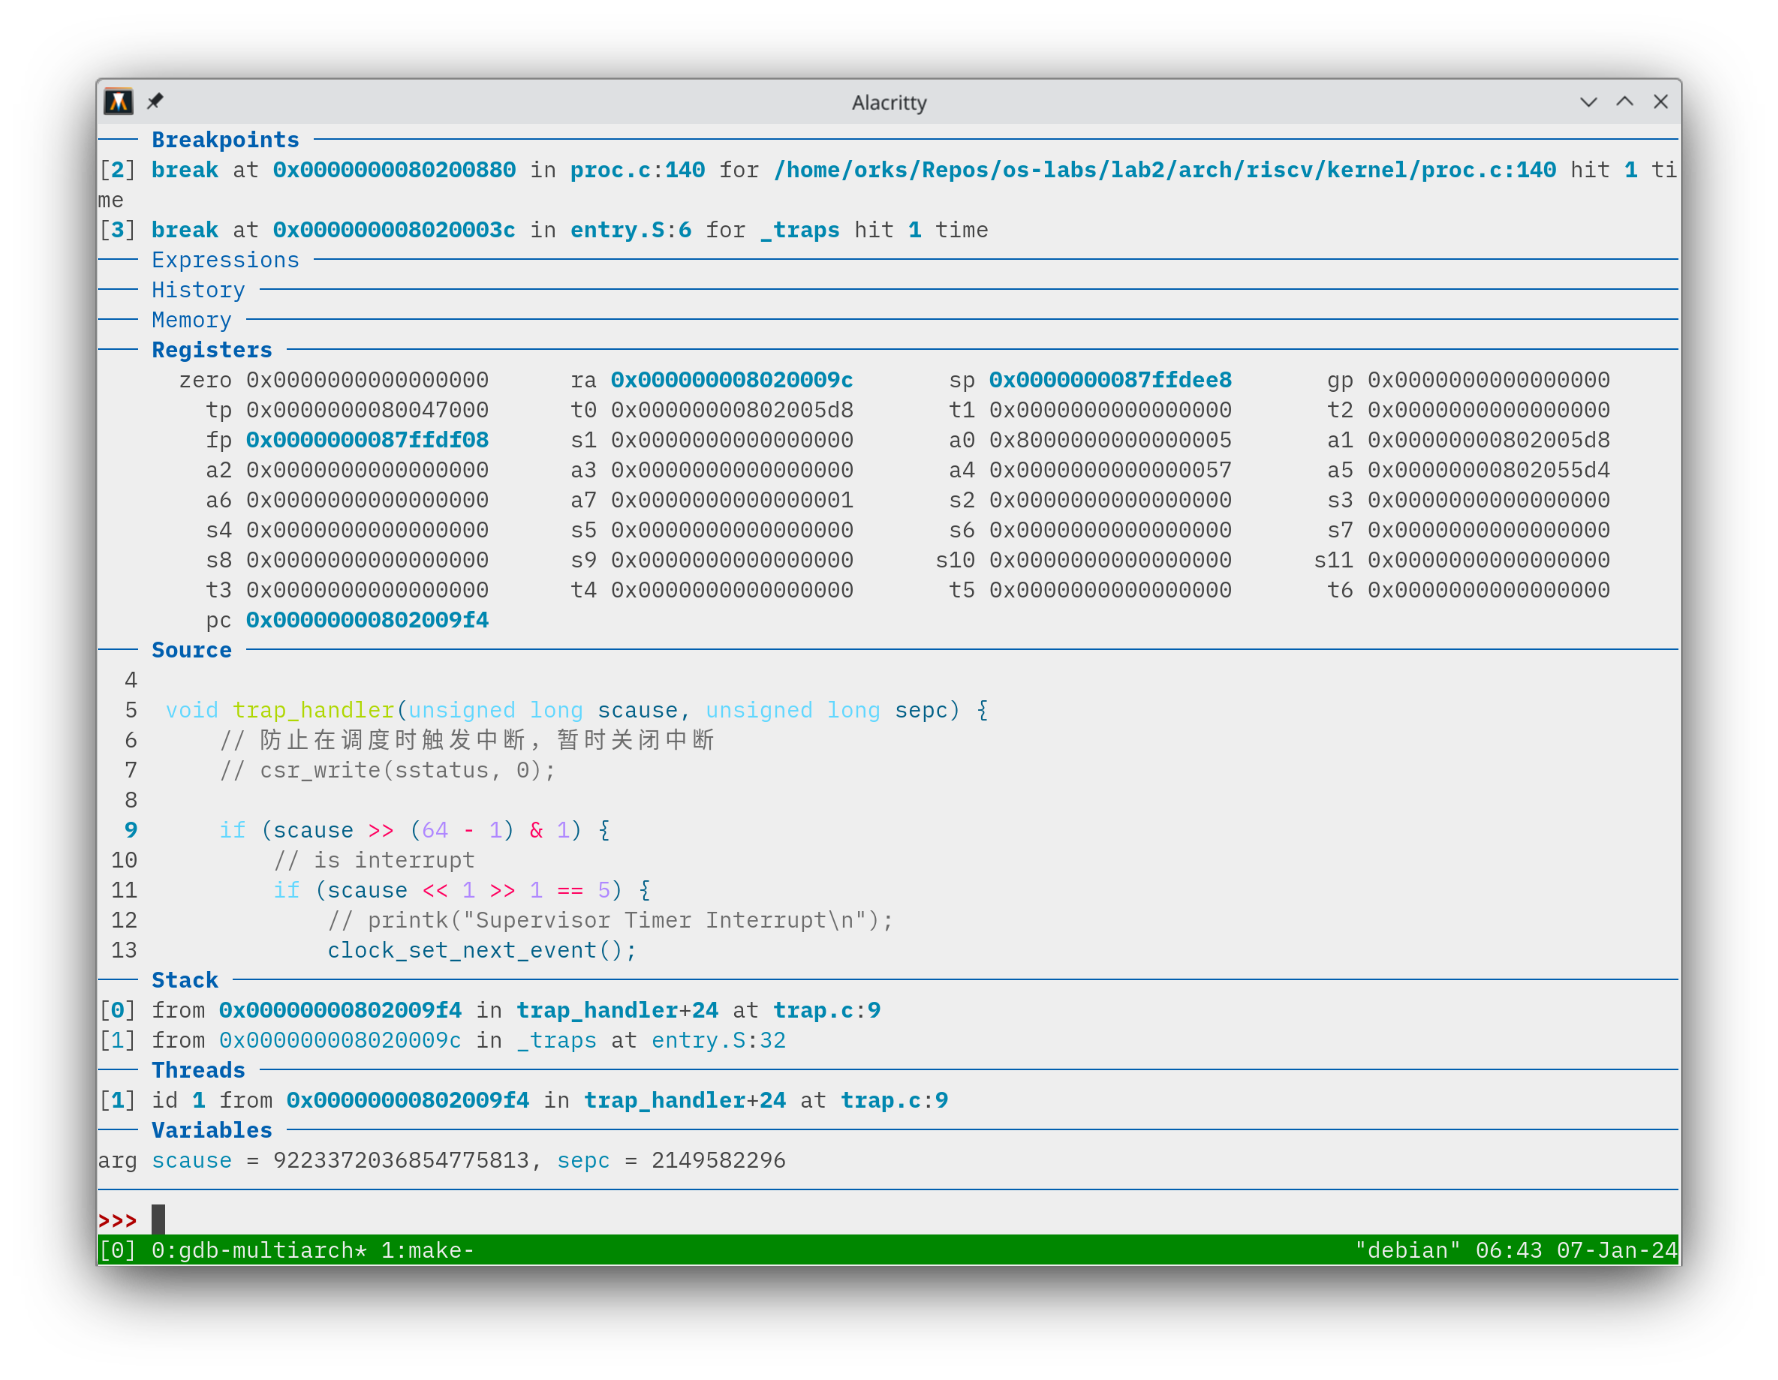 Alacritty
─── Breakpoints ───
[2] break at 0x0000000080200880 in proc.c:140 for /home/orks/Repos/os-labs/lab2/arch/riscv/kernel/proc.c:140 hit 1 ti
me
[3] break at 0x000000008020003c in entry.S:6 for _traps hit 1 time
─── Expressions ───
─── History ───
─── Memory ───
─── Registers ───
zero 0x0000000000000000 ra 0x000000008020009c sp 0x0000000087ffdee8 gp 0x0000000000000000
tp 0x0000000080047000 t0 0x00000000802005d8 t1 0x0000000000000000 t2 0x0000000000000000
fp 0x0000000087ffdf08 s1 0x0000000000000000 a0 0x8000000000000005 a1 0x00000000802005d8
a2 0x0000000000000000 a3 0x0000000000000000 a4 0x0000000000000057 a5 0x00000000802055d4
a6 0x0000000000000000 a7 0x0000000000000001 s2 0x0000000000000000 s3 0x0000000000000000
s4 0x0000000000000000 s5 0x0000000000000000 s6 0x0000000000000000 s7 0x0000000000000000
s8 0x0000000000000000 s9 0x0000000000000000 s10 0x0000000000000000 s11 0x0000000000000000
t3 0x0000000000000000 t4 0x0000000000000000 t5 0x0000000000000000 t6 0x0000000000000000
pc 0x00000000802009f4
─── Source ───
4
5 void trap_handler(unsigned long scause, unsigned long sepc) {
6 // 防止在调度时触发中断，暂时关闭中断
7 // csr_write(sstatus, 0);
8
9 if (scause >> (64 - 1) & 1) {
10 // is interrupt
11 if (scause << 1 >> 1 == 5) {
12 // printk("Supervisor Timer Interrupt\n");
13 clock_set_next_event();
─── Stack ───
[0] from 0x00000000802009f4 in trap_handler+24 at trap.c:9
[1] from 0x000000008020009c in _traps at entry.S:32
─── Threads ───
[1] id 1 from 0x00000000802009f4 in trap_handler+24 at trap.c:9
─── Variables ───
arg scause = 9223372036854775813, sepc = 2149582296
>>>
[0] 0:gdb-multiarch* 1:make- "debian" 06:43 07-Jan-24